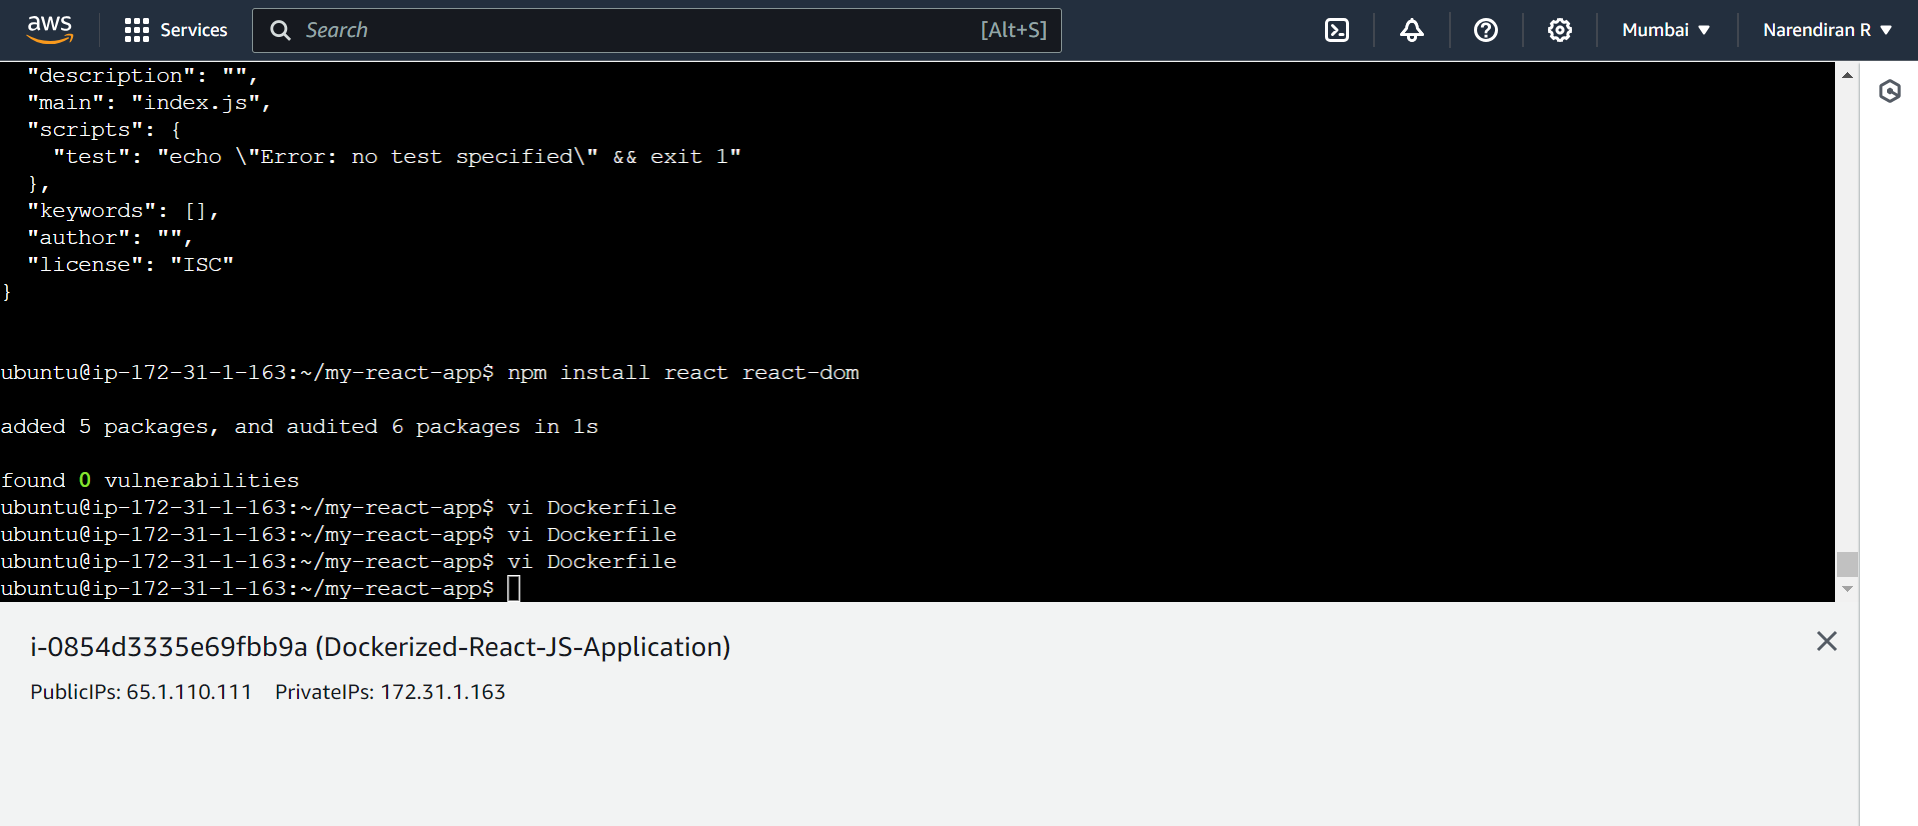 aws Services Search [Alt+S] Mumbai ▼ Narendiran R ▼
"description": "",
"main": "index.js",
"scripts": {
"test": "echo \"Error: no test specified\" && exit 1"
},
"keywords": [],
"author": "",
"license": "ISC"
}
ubuntu@ip-172-31-1-163:~/my-react-app$ npm install react react-dom
added 5 packages, and audited 6 packages in 1s
found 0 vulnerabilities
ubuntu@ip-172-31-1-163:~/my-react-app$ vi Dockerfile
ubuntu@ip-172-31-1-163:~/my-react-app$ vi Dockerfile
ubuntu@ip-172-31-1-163:~/my-react-app$ vi Dockerfile
ubuntu@ip-172-31-1-163:~/my-react-app$
i-0854d3335e69fbb9a (Dockerized-React-JS-Application)
PublicIPs: 65.1.110.111 PrivateIPs: 172.31.1.163